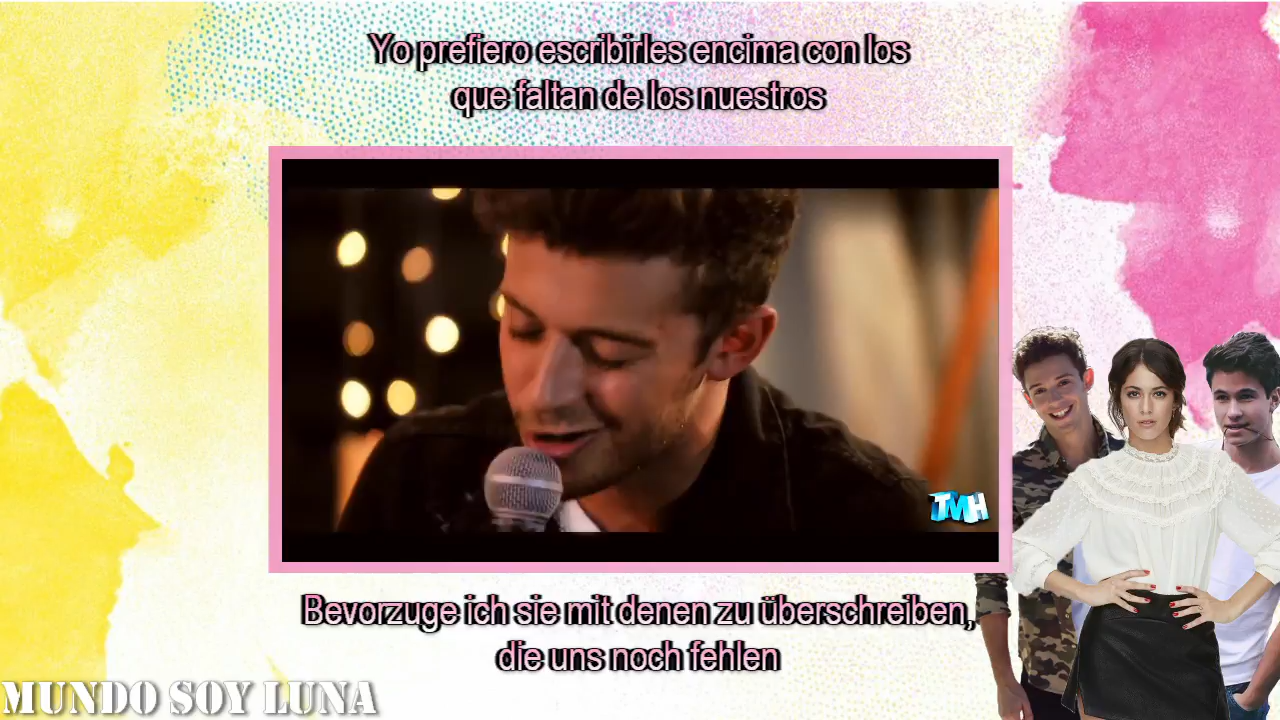 Yo prefiero escribirles encima con los
que faltan de los nuestros
TMH
Bevorzuge ich sie mit denen zu überschreiben,
die uns noch fehlen
MUNDO SOY LUNA